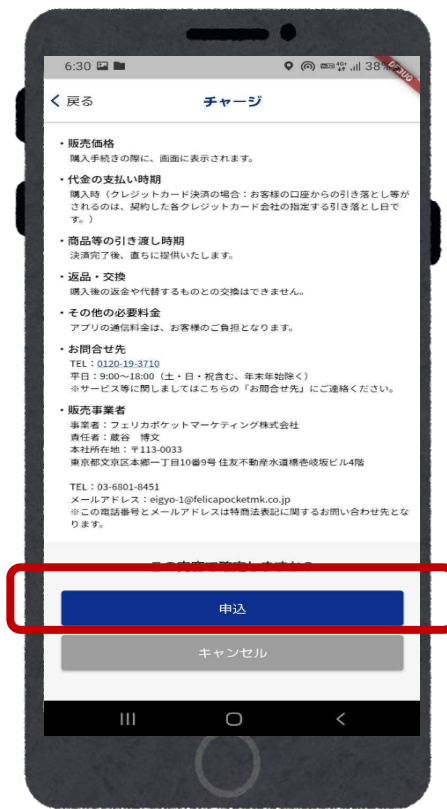 6:30
4G+
38%
DEBUG
戻る
チャージ
・販売価格
購入手続きの際に、画面に表示されます。
・代金の支払い時期
購入時（クレジットカード決済の場合：お客様の口座からの引き落とし等が
されるのは、契約した各クレジットカード会社の指定する引き落とし日で
す。）
・商品等の引き渡し時期
決済完了後、直ちに提供いたします。
・返品・交換
購入後の返金や代替するものとの交換はできません。
・その他の必要料金
アプリの通信料金は、お客様のご負担となります。
・お問合せ先
TEL：0120-19-3710
平日：9:00~18:00（土・日・祝含む、年末年始除く）
※サービス等に関しましてはこちらの「お問合せ先」にご連絡ください。
・販売事業者
事業者：フェリカポケットマーケティング株式会社
責任者：蔵谷　博文
本社所在地：〒113-0033
東京都文京区本郷一丁目10番9号 住友不動産水道橋壱岐坂ビル4階
TEL：03-6801-8451
メールアドレス：eigyo-1@felicapocketmk.co.jp
※この電話番号とメールアドレスは特商法表記に関するお問い合わせ先とな
ります。
この内容で確定しますか？
申込
キャンセル